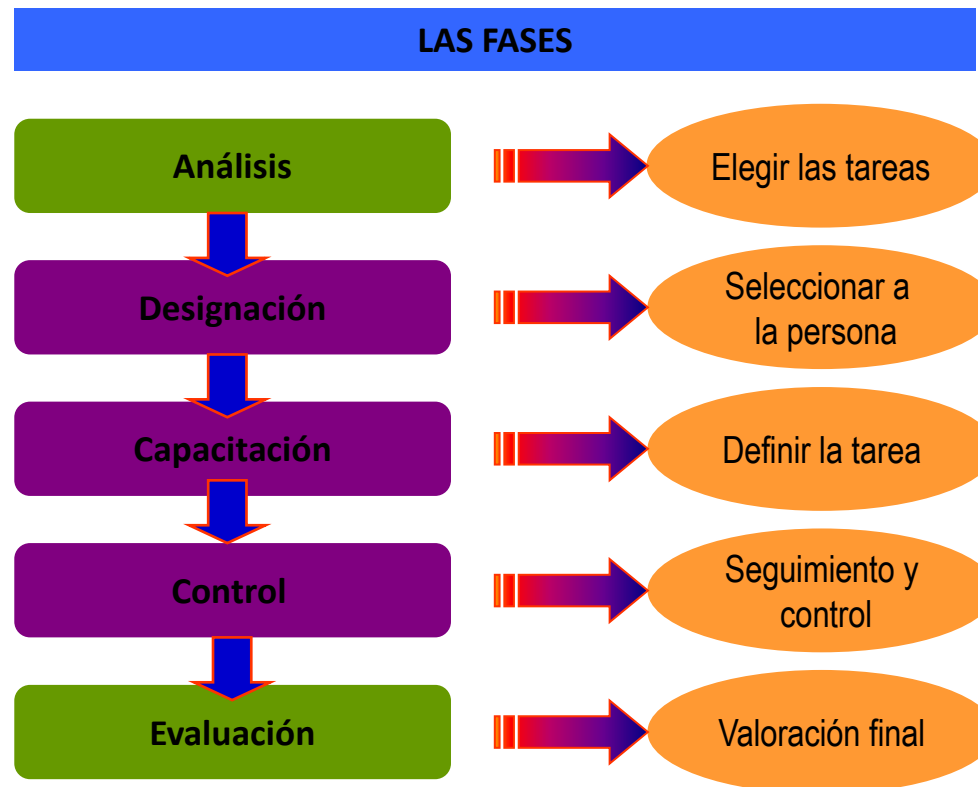 LAS FASES
Análisis
Elegir las tareas
Designación
Seleccionar a
la persona
Capacitación
Definir la tarea
Control
Seguimiento y
control
Evaluación
Valoración final